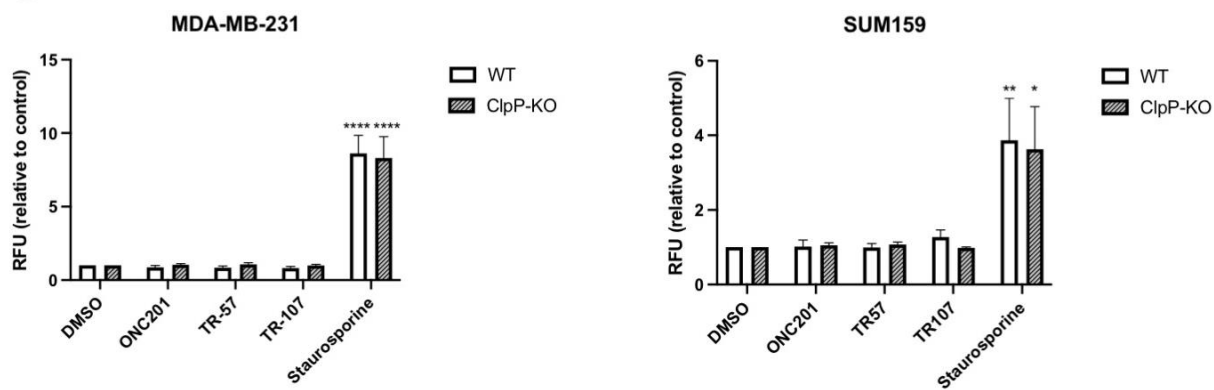 MDA-MB-231
RFU (relative to control)
15
10
5
0
**** ****
DMSO
ONC201
TR-57
TR-107
Staurosporine
WT
ClpP-KO
SUM159
RFU (relative to control)
6
4
2
0
** *
DMSO
ONC201
TR57
TR107
Staurosporine
WT
ClpP-KO